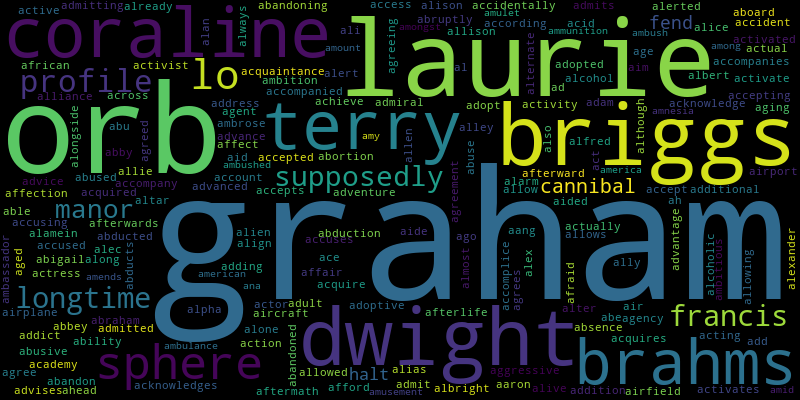 active admitting already abandoning access alison accidentally admits alerted aboard
coraline alan always ali agreeing abruptly according acid amulet ammunition fend alice accident
amount allison alternate amongst ambush among activated
african activist lo acquaintance alert laurie adopted age aim actual accompanies
profile ambition al ad alcohol albert activate
alliance across address accompanied achieve admiral adopt activity adam acknowledge accepting
orb alongside abu agreed agent ambrose advance terry amy alley also although amnesia aging
abby affect allen abuse briggs act alfred america airport
advice allie aid ambushed accepted abortion afterward
affection abused accompany account supposedly agreement alarm cannibal accept additional
able acquired advanced accepts adventure allow aided ah
accusing manor altar graham
alamein afterwards alien accuses abduction aide ago aang actually advantage alcoholic ambitious alexander
ambassador accused alec abducted align almost accomplice allows
aged abigail along abducts adding ace agrees alex ally allowing
actress amends american affair acquire afraid
longtime alpha ana actor adult adoptive alter air
airplane abraham aircraft afterlife abe agency francis
abbey admitted alone dwight absence acting add
addict ability ambulance action abandoned acquires
abusive sphere brahms
academy allowed halt alias aggressive
agree abandon acknowledges admit albright aaron alive addition airfield activates amid
advises ahead aftermath afford amusement